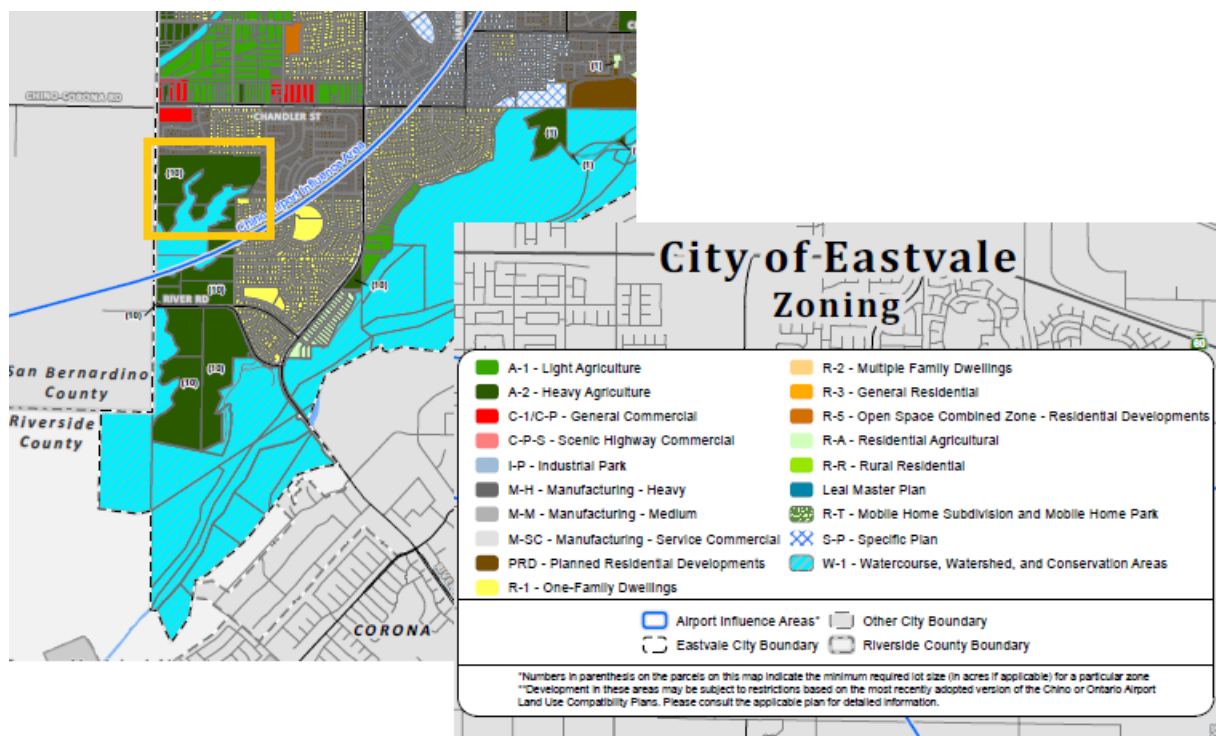 CHINO-CORONA RD
CHANDLER ST
(1)
(1)
(1)
(10)
Chino Airport Influence Area
(10)
RIVER RD
(10)
(10)
(10)
(10)
San Bernardino
County
Riverside
County
CORONA
City of Eastvale
Zoning
60
A-1 - Light Agriculture
A-2 - Heavy Agriculture
C-1/C-P - General Commercial
C-P-S - Scenic Highway Commercial
I-P - Industrial Park
M-H - Manufacturing - Heavy
M-M - Manufacturing - Medium
M-SC - Manufacturing - Service Commercial
PRD - Planned Residential Developments
R-1 - One-Family Dwellings
R-2 - Multiple Family Dwellings
R-3 - General Residential
R-5 - Open Space Combined Zone - Residential Developments
R-A - Residential Agricultural
R-R - Rural Residential
Leal Master Plan
R-T - Mobile Home Subdivision and Mobile Home Park
S-P - Specific Plan
W-1 - Watercourse, Watershed, and Conservation Areas
Airport Influence Areas*
Eastvale City Boundary
Other City Boundary
Riverside County Boundary
*Numbers in parenthesis on the parcels on this map indicate the minimum required lot size (in acres if applicable) for a particular zone
**Development in these areas may be subject to restrictions based on the most recently adopted version of the Chino or Ontario Airport
Land Use Compatibility Plans. Please consult the applicable plan for detailed information.